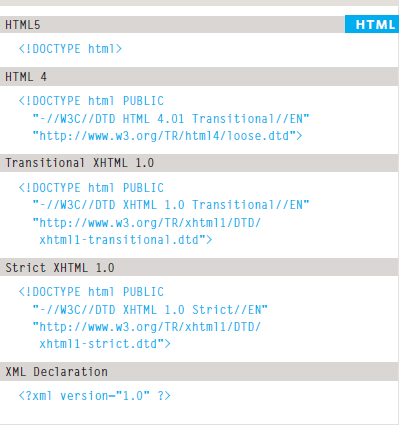 HTML5
HTML
<!DOCTYPE html>
HTML 4
<!DOCTYPE html PUBLIC
"-//W3C//DTD HTML 4.01 Transitional//EN"
"http://www.w3.org/TR/html4/loose.dtd">
Transitional XHTML 1.0
<!DOCTYPE html PUBLIC
"-//W3C//DTD XHTML 1.0 Transitional//EN"
"http://www.w3.org/TR/xhtml1/DTD/
xhtml1-transitional.dtd">
Strict XHTML 1.0
<!DOCTYPE html PUBLIC
"-//W3C//DTD XHTML 1.0 Strict//EN"
"http://www.w3.org/TR/xhtml1/DTD/
xhtml1-strict.dtd">
XML Declaration
<?xml version="1.0" ?>